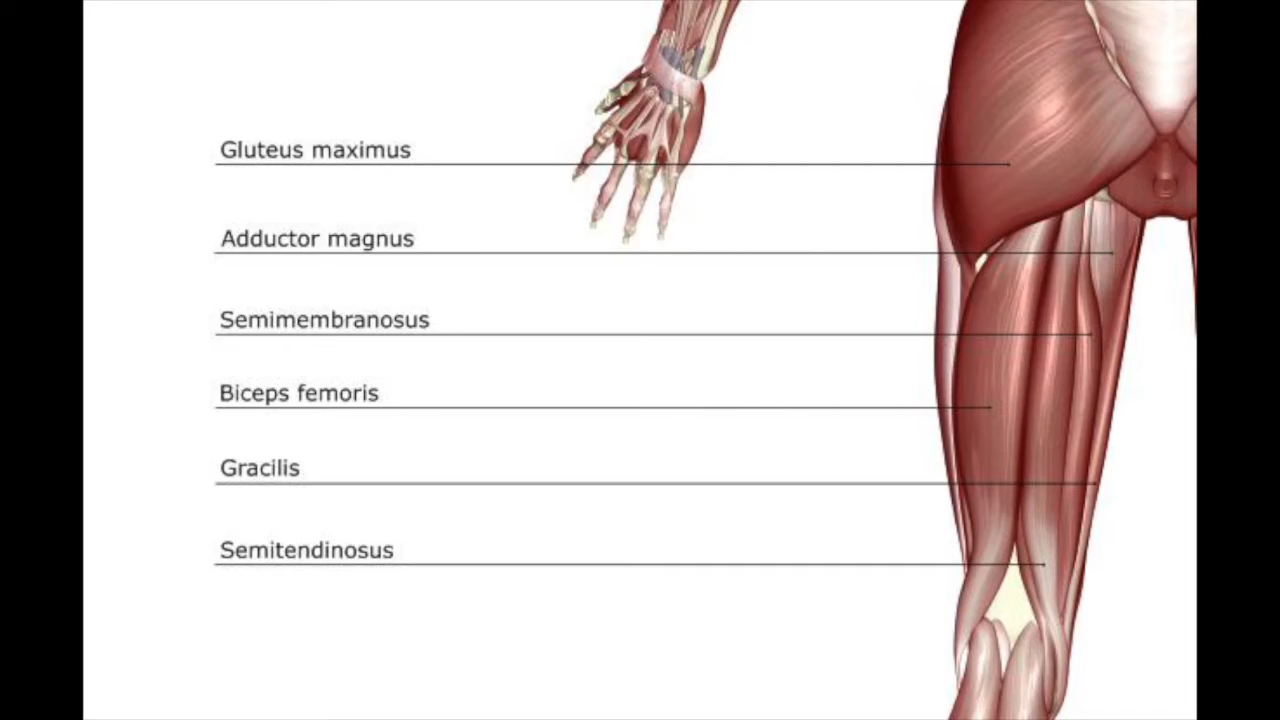 Gluteus maximus
Adductor magnus
Semimembranosus
Biceps femoris
Gracilis
Semitendinosus